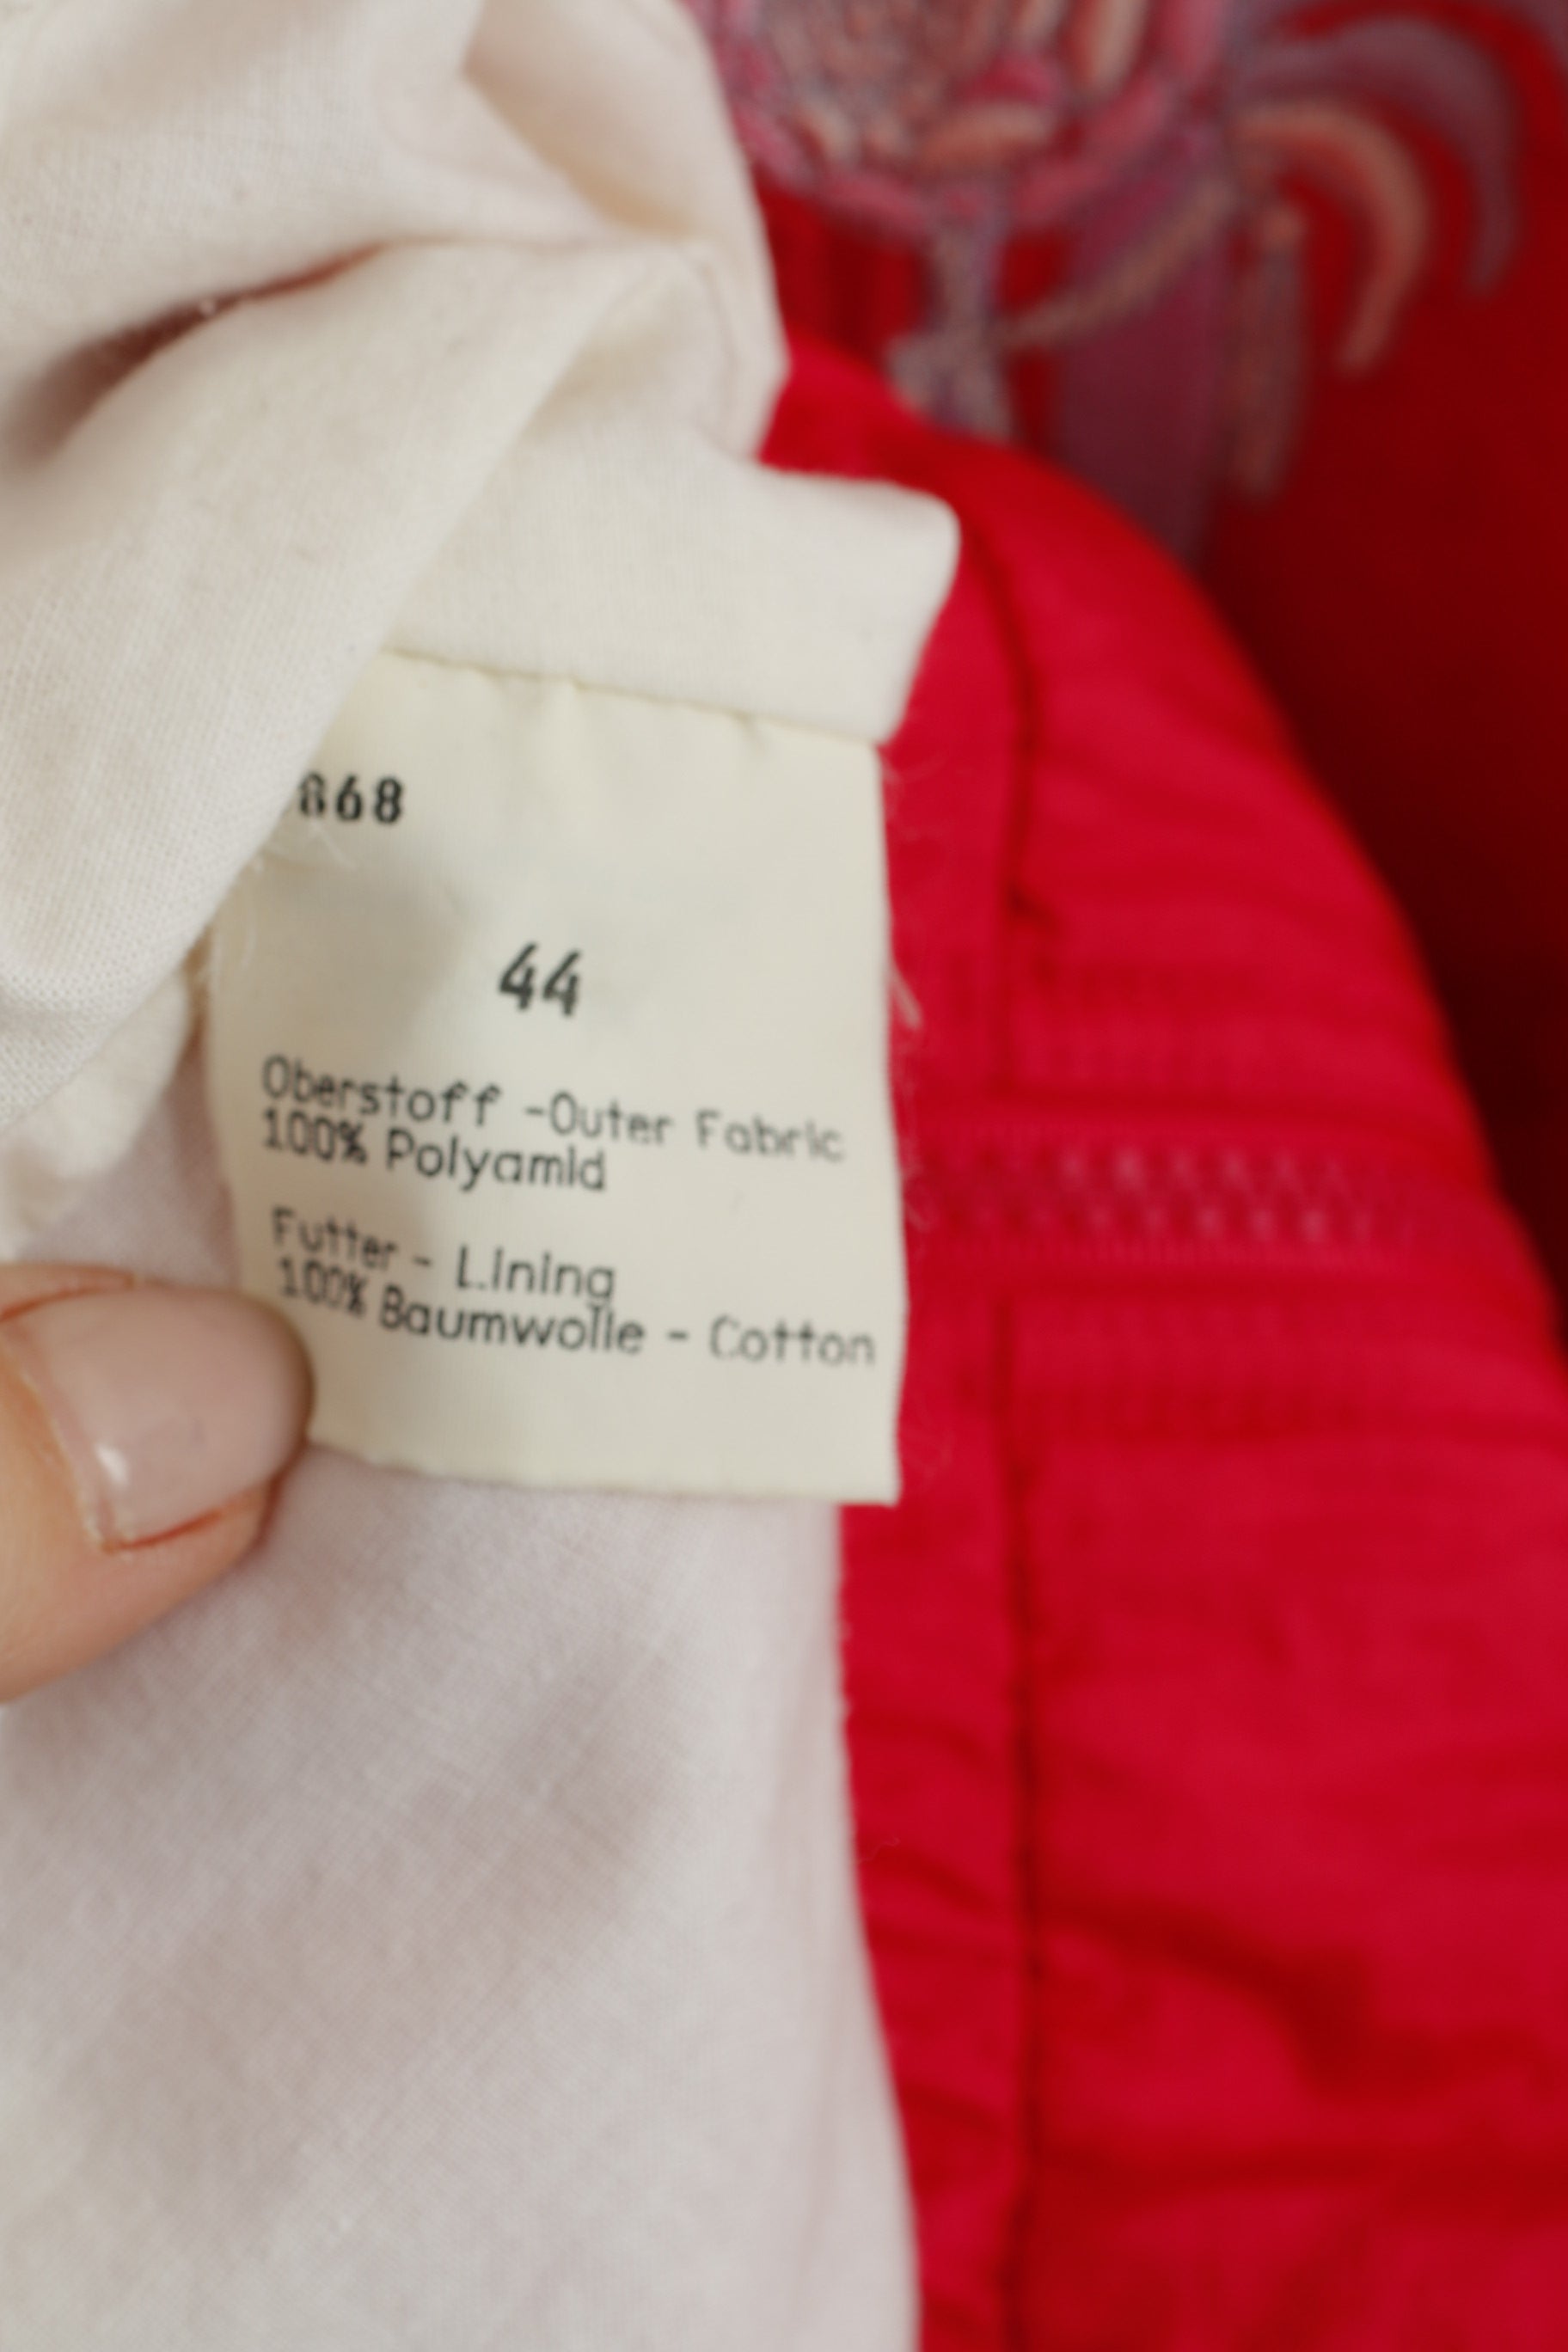 868
44
Oberstoff -Outer Fabric
100% Polyamid
Futter - Lining
100% Baumwolle - Cotton